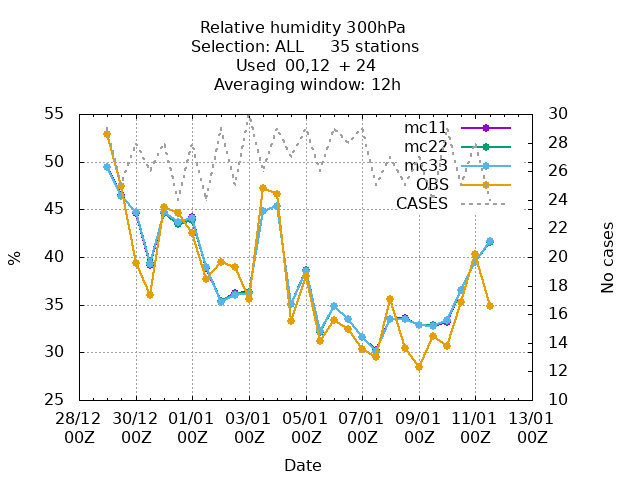 Relative humidity 300hPa
Selection: ALL 35 stations
Used 00,12 + 24
Averaging window: 12h
55
50
45
40
35
30
25
%
30
28
26
24
22
20
18
16
14
12
10
No cases
mc11
mc22
mc33
OBS
CASES
28/12 30/12 01/01 03/01 05/01 07/01 09/01 11/01 13/01
00Z 00Z 00Z 00Z 00Z 00Z 00Z 00Z 00Z
Date